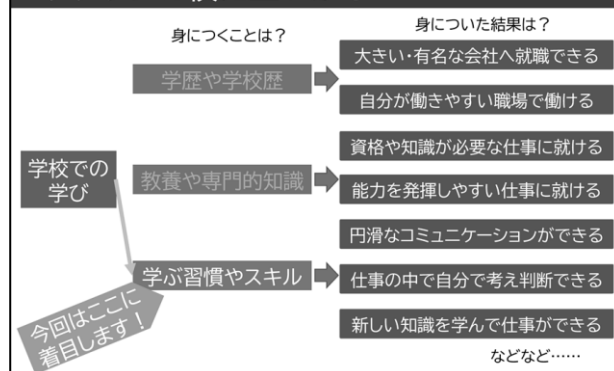 身につくことは？
身についた結果は？
学校での
学び
学歴や学校歴
大きい・有名な会社へ就職できる
自分が働きやすい職場で働ける
教養や専門的知識
資格や知識が必要な仕事に就ける
能力を発揮しやすい仕事に就ける
学ぶ習慣やスキル
円滑なコミュニケーションができる
仕事の中で自分で考え判断できる
新しい知識を学んで仕事ができる
などなど……
今回はここに
着目します！